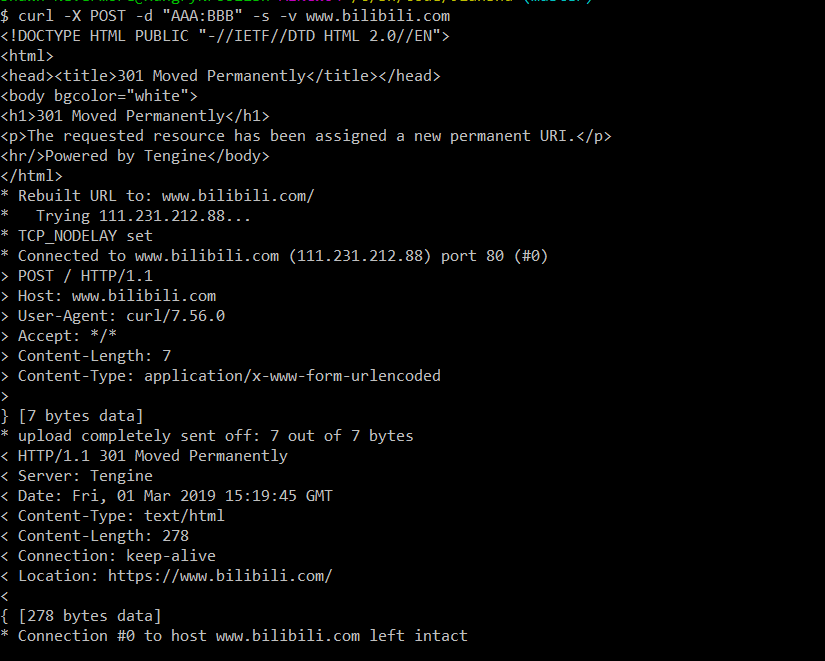 $ curl -X POST -d "AAA:BBB" -s -v www.bilibili.com
<!DOCTYPE HTML PUBLIC "-//IETF//DTD HTML 2.0//EN">
<html>
<head><title>301 Moved Permanently</title></head>
<body bgcolor="white">
<h1>301 Moved Permanently</h1>
<p>The requested resource has been assigned a new permanent URI.</p>
<hr/>Powered by Tengine</body>
</html>
* Rebuilt URL to: www.bilibili.com/
*   Trying 111.231.212.88...
* TCP_NODELAY set
* Connected to www.bilibili.com (111.231.212.88) port 80 (#0)
> POST / HTTP/1.1
> Host: www.bilibili.com
> User-Agent: curl/7.56.0
> Accept: */*
> Content-Length: 7
> Content-Type: application/x-www-form-urlencoded
>
} [7 bytes data]
* upload completely sent off: 7 out of 7 bytes
< HTTP/1.1 301 Moved Permanently
< Server: Tengine
< Date: Fri, 01 Mar 2019 15:19:45 GMT
< Content-Type: text/html
< Content-Length: 278
< Connection: keep-alive
< Location: https://www.bilibili.com/
<
{ [278 bytes data]
* Connection #0 to host www.bilibili.com left intact